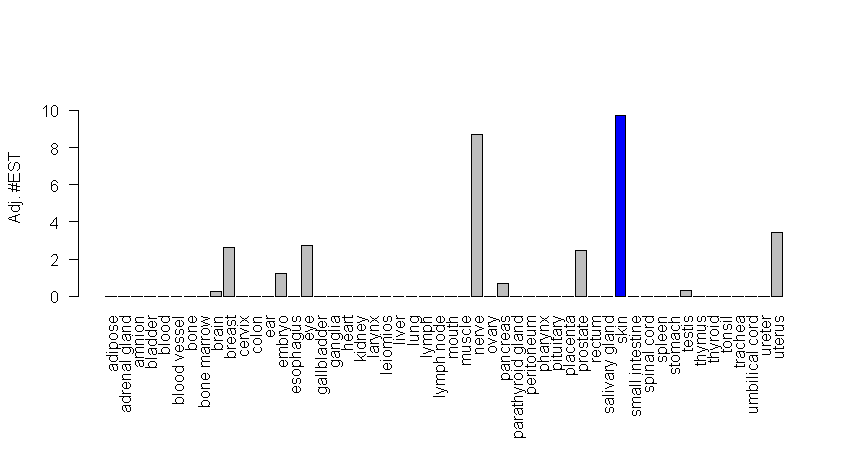 Adj. #EST
10
8
6
4
2
0
adipose
adrenal gland
amnion
bladder
blood
blood vessel
bone
bone marrow
brain
breast
cervix
colon
ear
embryo
esophagus
eye
gallbladder
ganglia
heart
kidney
larynx
leiomios
liver
lung
lymph
lymph node
mouth
muscle
nerve
ovary
pancreas
parathyroid gland
peritoneum
pharynx
pituitary
placenta
prostate
rectum
salivary gland
skin
small intestine
spinal cord
spleen
stomach
testis
thymus
thyroid
tonsil
trachea
umbilical cord
ureter
uterus